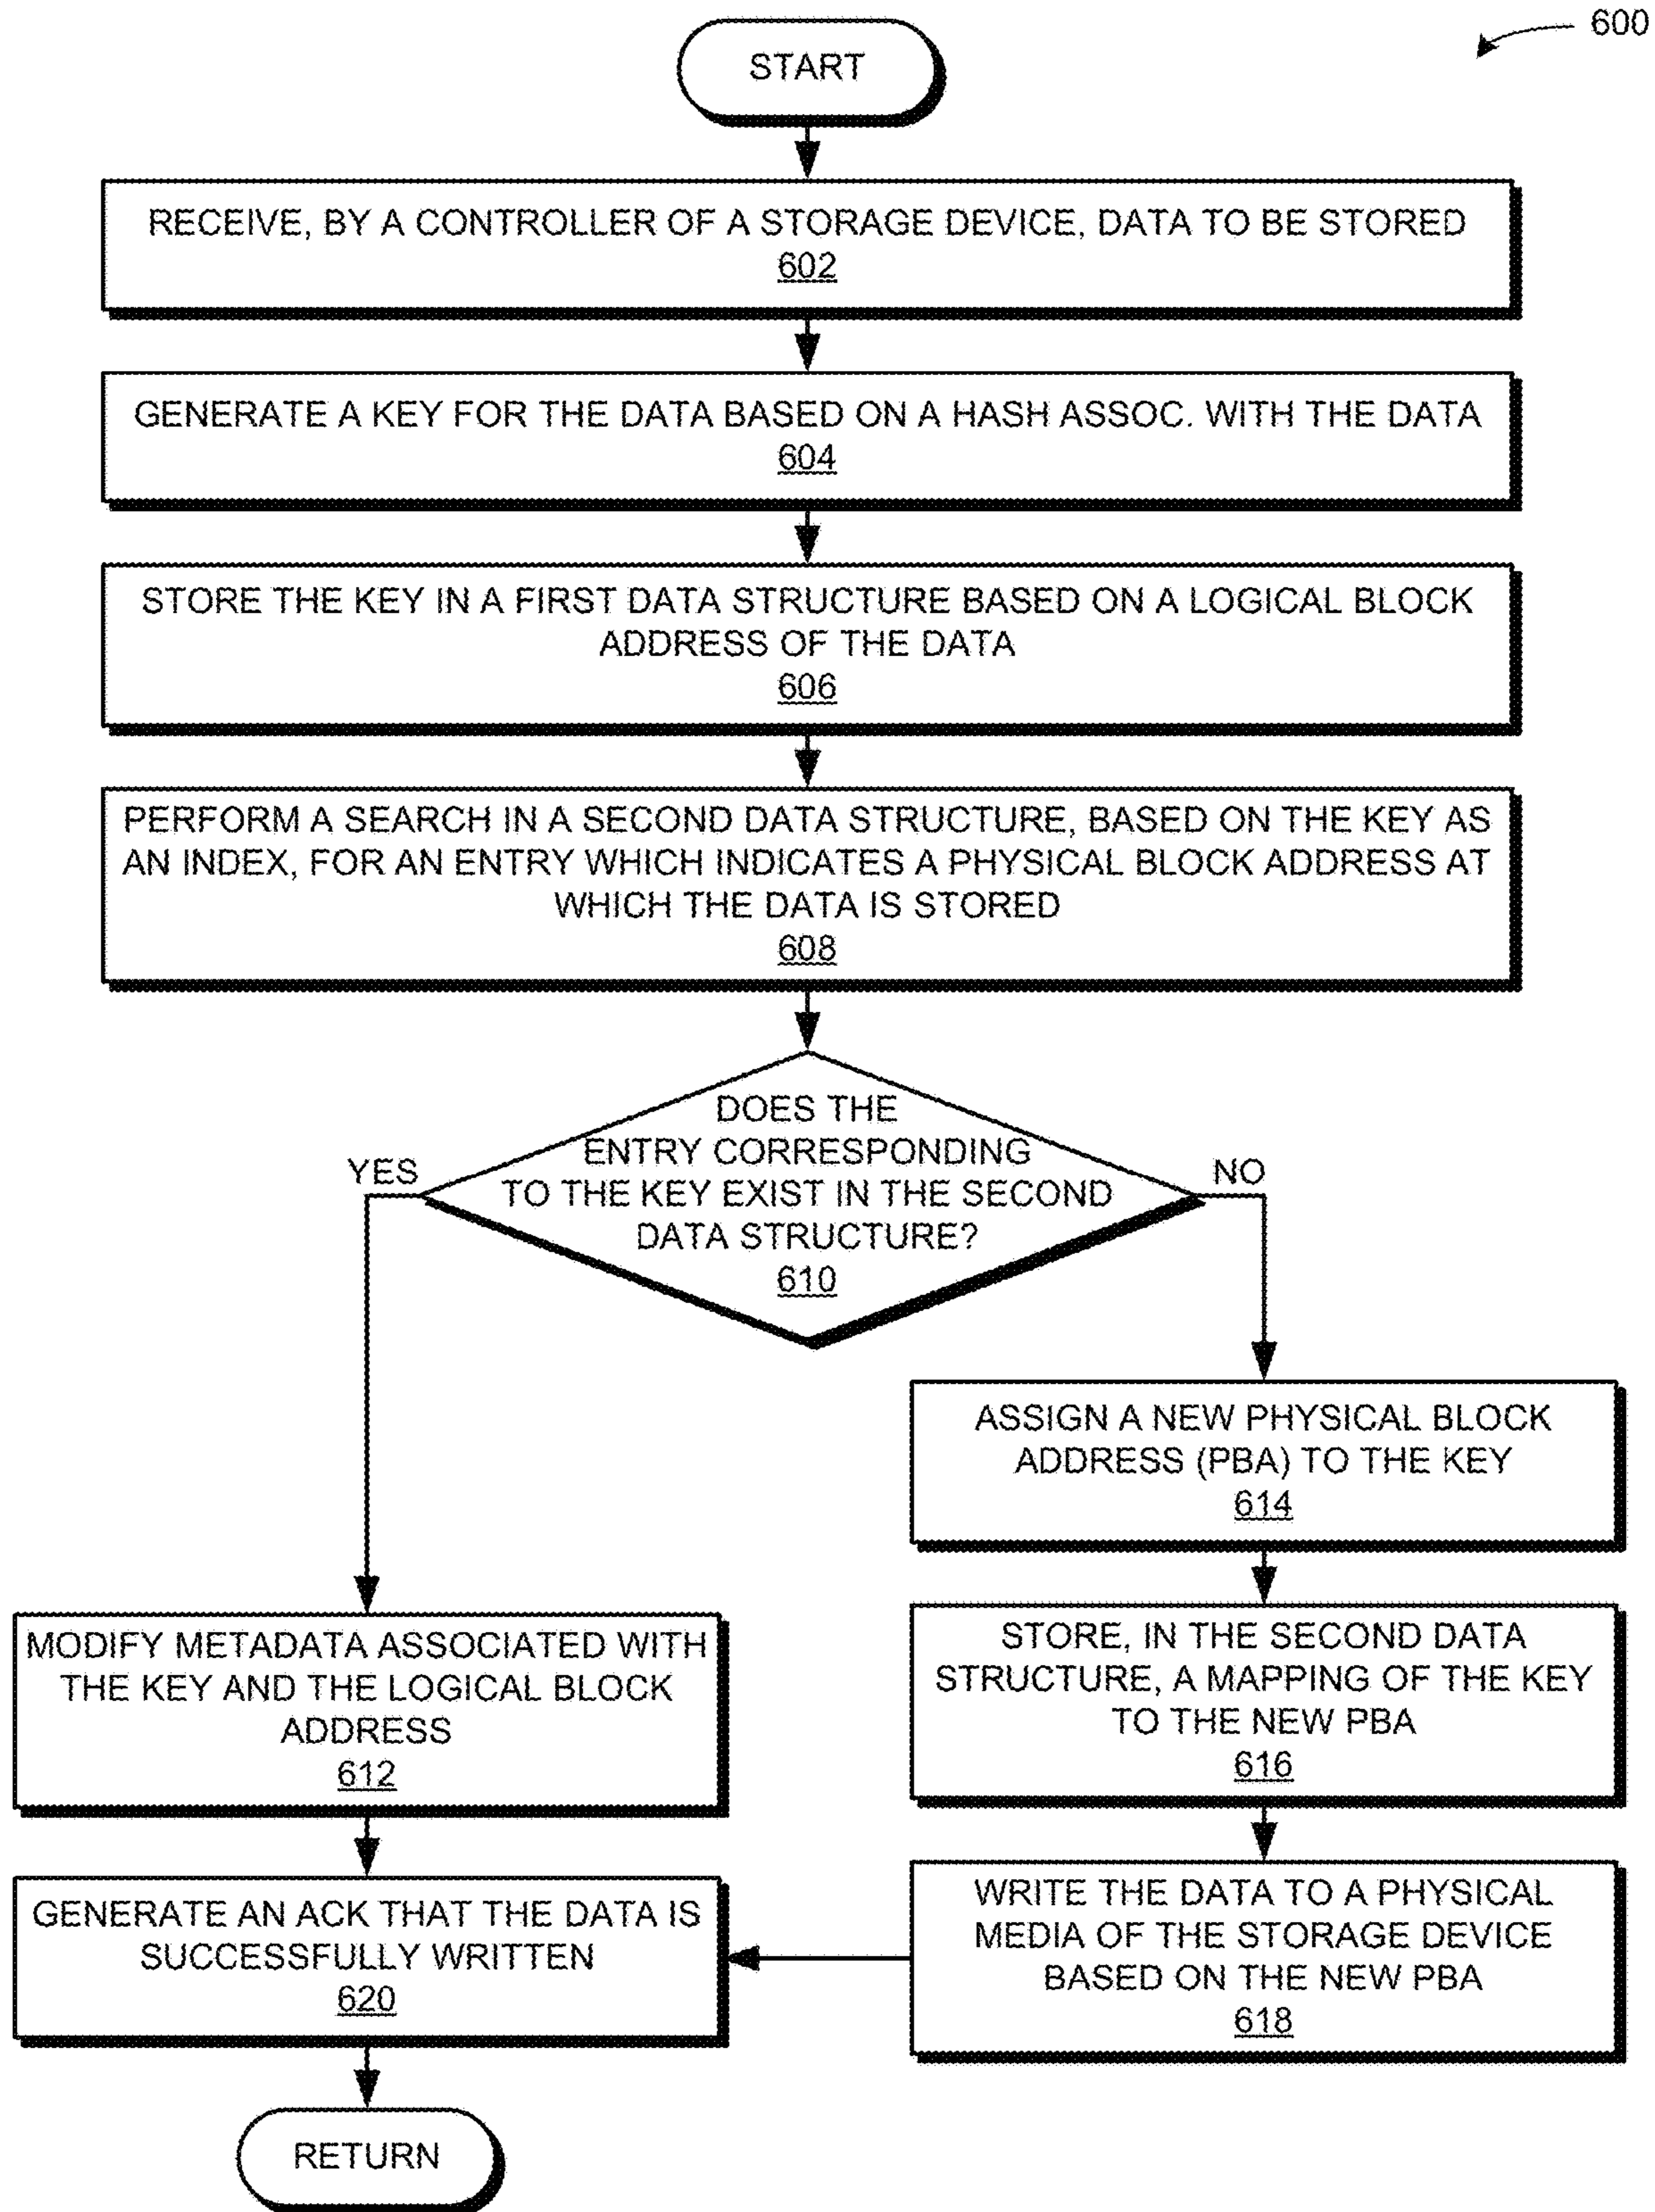 600
START
RECEIVE, BY A CONTROLLER OF A STORAGE DEVICE, DATA TO BE STORED
602
GENERATE A KEY FOR THE DATA BASED ON A HASH ASSOC. WITH THE DATA
604
STORE THE KEY IN A FIRST DATA STRUCTURE BASED ON A LOGICAL BLOCK
ADDRESS OF THE DATA
606
PERFORM A SEARCH IN A SECOND DATA STRUCTURE, BASED ON THE KEY AS
AN INDEX, FOR AN ENTRY WHICH INDICATES A PHYSICAL BLOCK ADDRESS AT
WHICH THE DATA IS STORED
608
DOES THE
ENTRY CORRESPONDING
TO THE KEY EXIST IN THE SECOND
DATA STRUCTURE?
610
YES
NO
ASSIGN A NEW PHYSICAL BLOCK
ADDRESS (PBA) TO THE KEY
614
MODIFY METADATA ASSOCIATED WITH
THE KEY AND THE LOGICAL BLOCK
ADDRESS
612
STORE, IN THE SECOND DATA
STRUCTURE, A MAPPING OF THE KEY
TO THE NEW PBA
616
GENERATE AN ACK THAT THE DATA IS
SUCCESSFULLY WRITTEN
620
WRITE THE DATA TO A PHYSICAL
MEDIA OF THE STORAGE DEVICE
BASED ON THE NEW PBA
618
RETURN